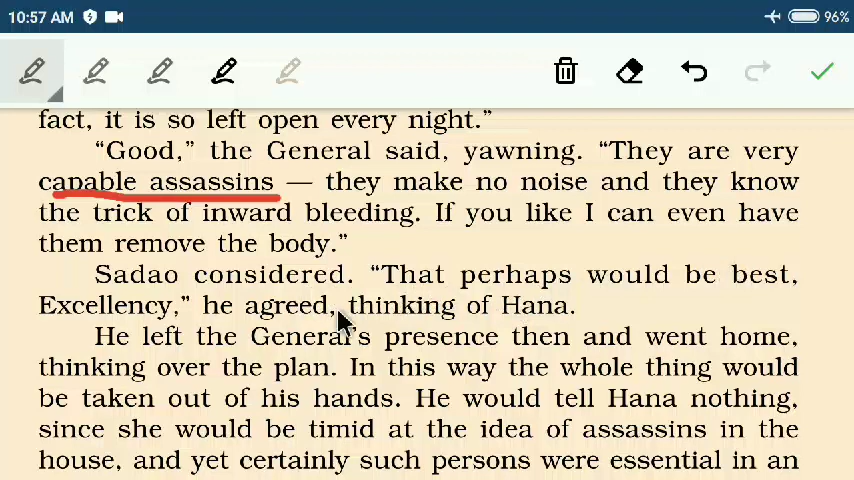 10:57 AM 96%
fact, it is so left open every night.”
“Good,” the General said, yawning. “They are very
capable assassins — they make no noise and they know
the trick of inward bleeding. If you like I can even have
them remove the body.”
Sadao considered. “That perhaps would be best,
Excellency,” he agreed, thinking of Hana.
He left the General’s presence then and went home,
thinking over the plan. In this way the whole thing would
be taken out of his hands. He would tell Hana nothing,
since she would be timid at the idea of assassins in the
house, and yet certainly such persons were essential in an